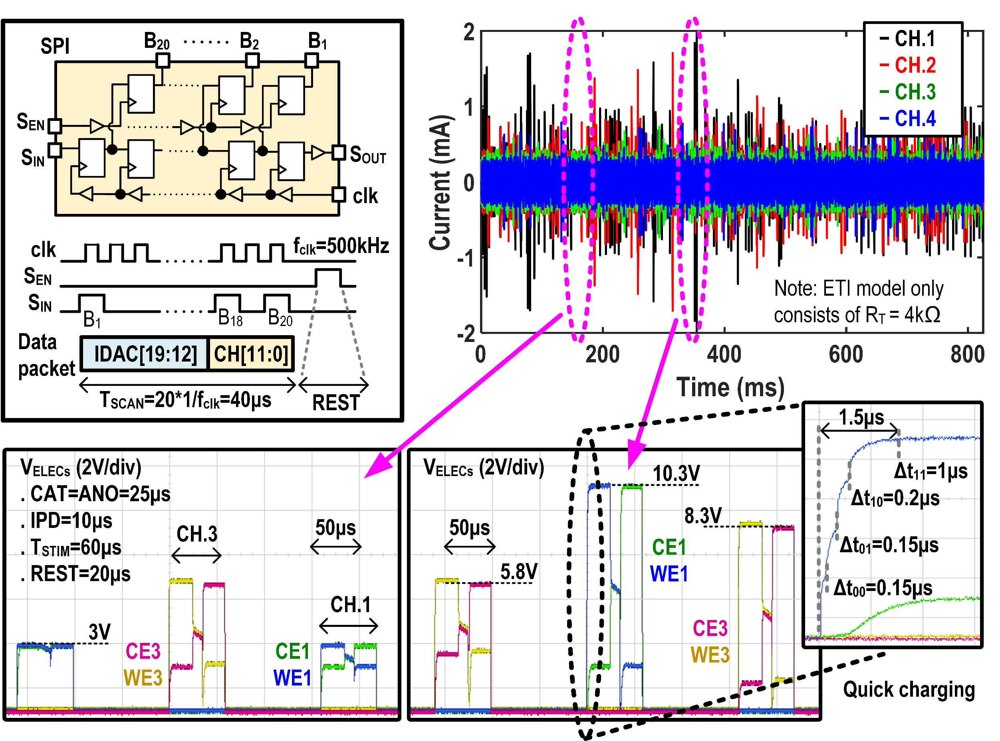 SPI
B20 ······ B2 B1
SEN
SIN
SOUT
clk
clk
fclk=500kHz
SEN
SIN
B1 B18 B20
Data
packet
IDAC[19:12] CH[11:0]
TSCAN=20*1/fclk=40μs
REST
Current (mA)
2
1
0
-1
-2
0 200 400 600 800
Time (ms)
– CH.1
– CH.2
– CH.3
– CH.4
Note: ETI model only
consists of RT = 4kΩ
VELECs (2V/div)
. CAT=ANO=25μs
. IPD=10μs
. TSTIM=60μs
. REST=20μs
3V
CH.3
CE3
WE3
50μs
CH.1
CE1
WE1
VELECs (2V/div)
50μs
5.8V
10.3V
CE1
WE1
8.3V
CE3
WE3
1.5μs
Δt11=1μs
Δt10=0.2μs
Δt01=0.15μs
Δt00=0.15μs
Quick charging